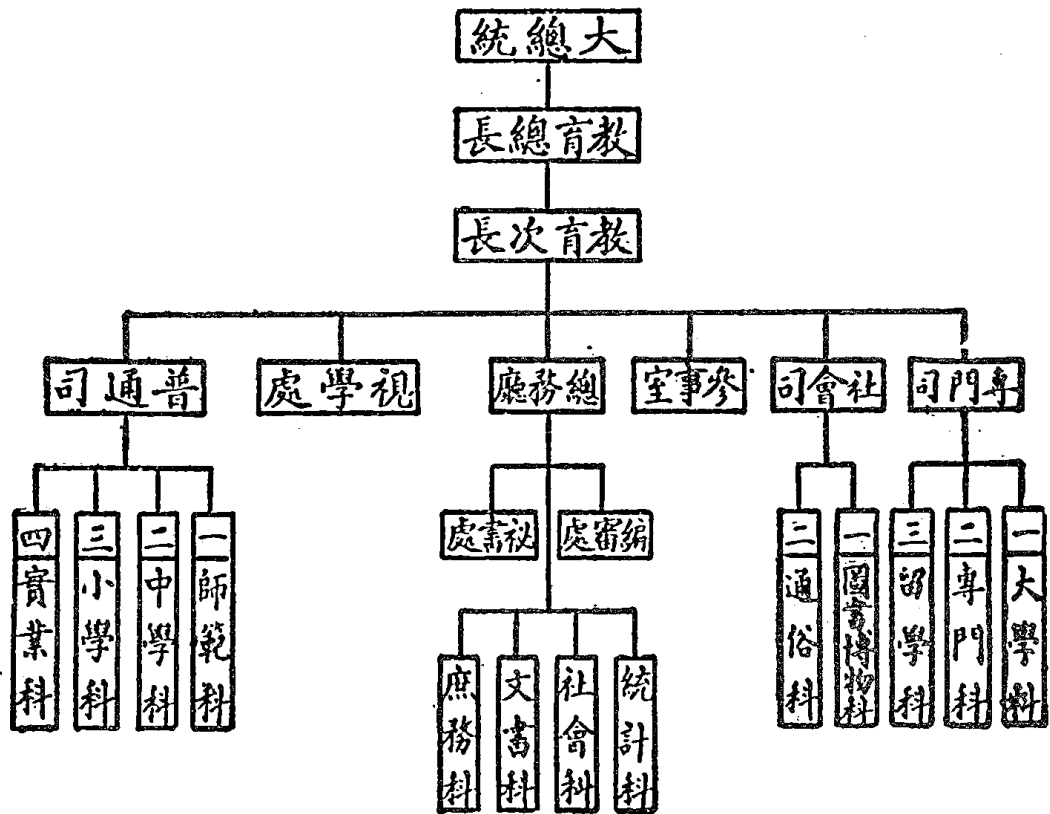 大總統
教育總長
教育次長
專門司
社會司
參事室
總務廳
視學處
普通司
一大學科
二專門科
三留學科
一圖書博物科
二通俗科
編審處
祕書處
一師範科
二中學科
三小學科
四實業科
統計科
社會科
文書科
庶務科